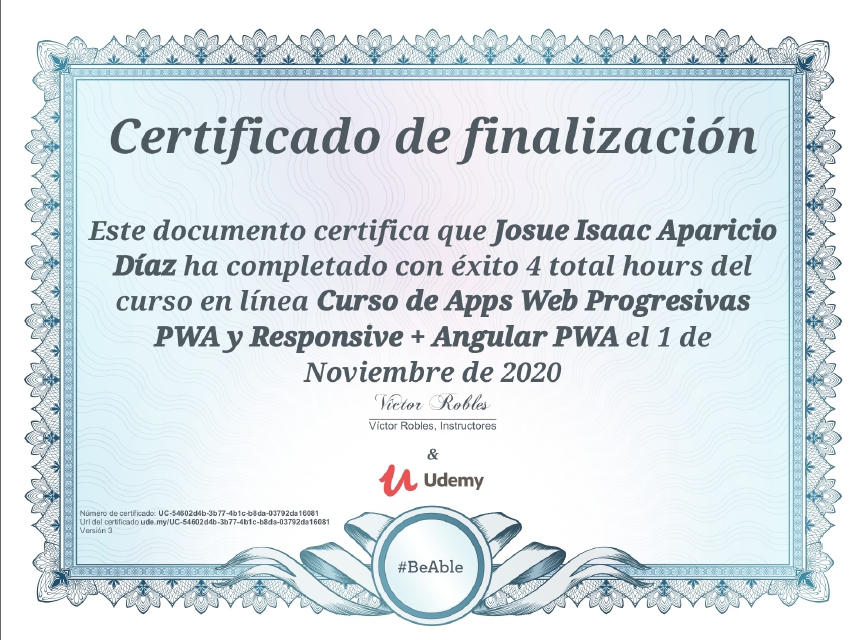 Certificado de finalización
Este documento certifica que Josue Isaac Aparicio
Díaz ha completado con éxito 4 total hours del
curso en línea Curso de Apps Web Progresivas
PWA y Responsive + Angular PWA el 1 de
Noviembre de 2020
Víctor Robles
Víctor Robles, Instructores
&
Udemy
Número de certificado: UC-54602d4b-3b77-4b1c-b8da-03792da16081
Url del certificado ude.my/UC-54602d4b-3b77-4b1c-b8da-03792da16081
Versión 3
#BeAble